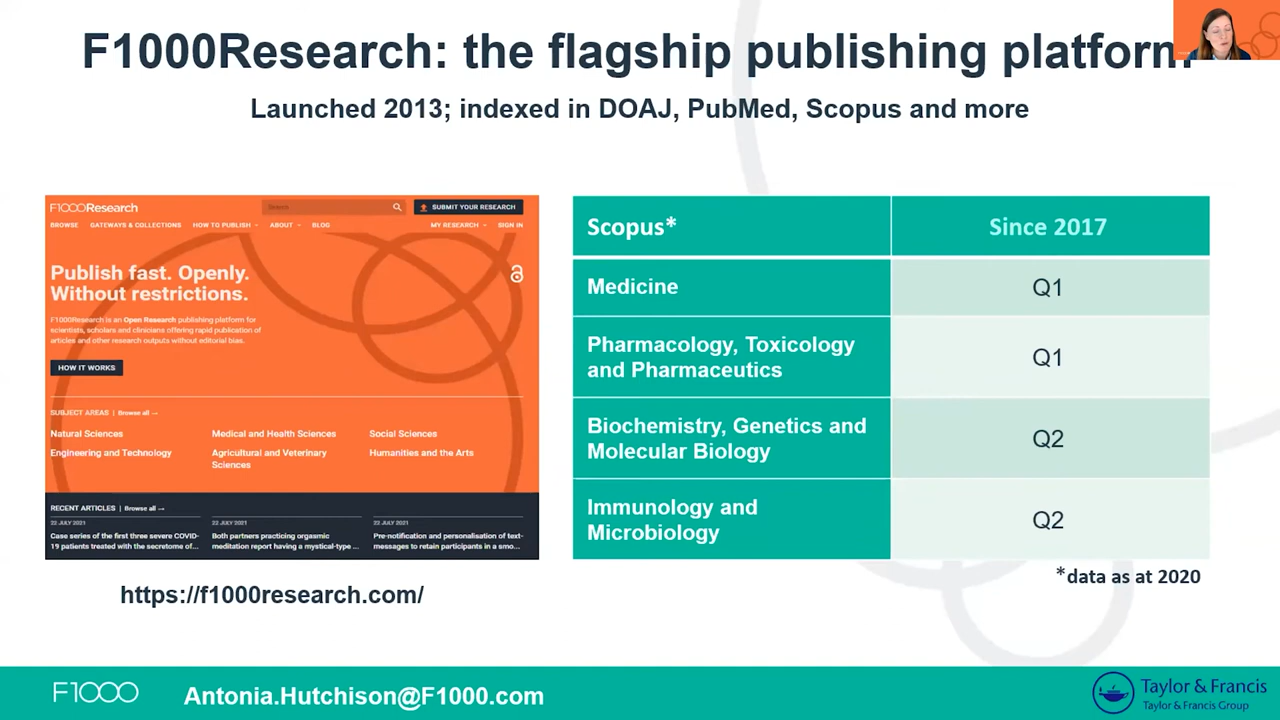 F1000Research: the flagship publishing platform
Launched 2013; indexed in DOAJ, PubMed, Scopus and more
F1000Research
Search
SUBMIT YOUR RESEARCH
BROWSE GATEWAYS & COLLECTIONS HOW TO PUBLISH ABOUT BLOG MY RESEARCH SIGN IN
Publish fast. Openly.
Without restrictions.
F1000Research is an Open Research publishing platform for
scientists, scholars and clinicians offering rapid publication of
articles and other research outputs without editorial bias.
HOW IT WORKS
SUBJECT AREAS | Browse all →
Natural Sciences
Medical and Health Sciences
Social Sciences
Engineering and Technology
Agricultural and Veterinary
Sciences
Humanities and the Arts
RECENT ARTICLES | Browse all →
22 JULY 2021
Case series of the first three severe COVID-
19 patients treated with the secretome of...
22 JULY 2021
Both partners practicing orgasmic
meditation report having a mystical-type ...
22 JULY 2021
Pre-notification and personalisation of text-
messages to retain participants in a smo...
https://f1000research.com/
Scopus* Since 2017
Medicine Q1
Pharmacology, Toxicology
and Pharmaceutics
Q1
Biochemistry, Genetics and
Molecular Biology
Q2
Immunology and
Microbiology
Q2
*data as at 2020
F1000
Antonia.Hutchison@F1000.com
Taylor & Francis
Taylor & Francis Group